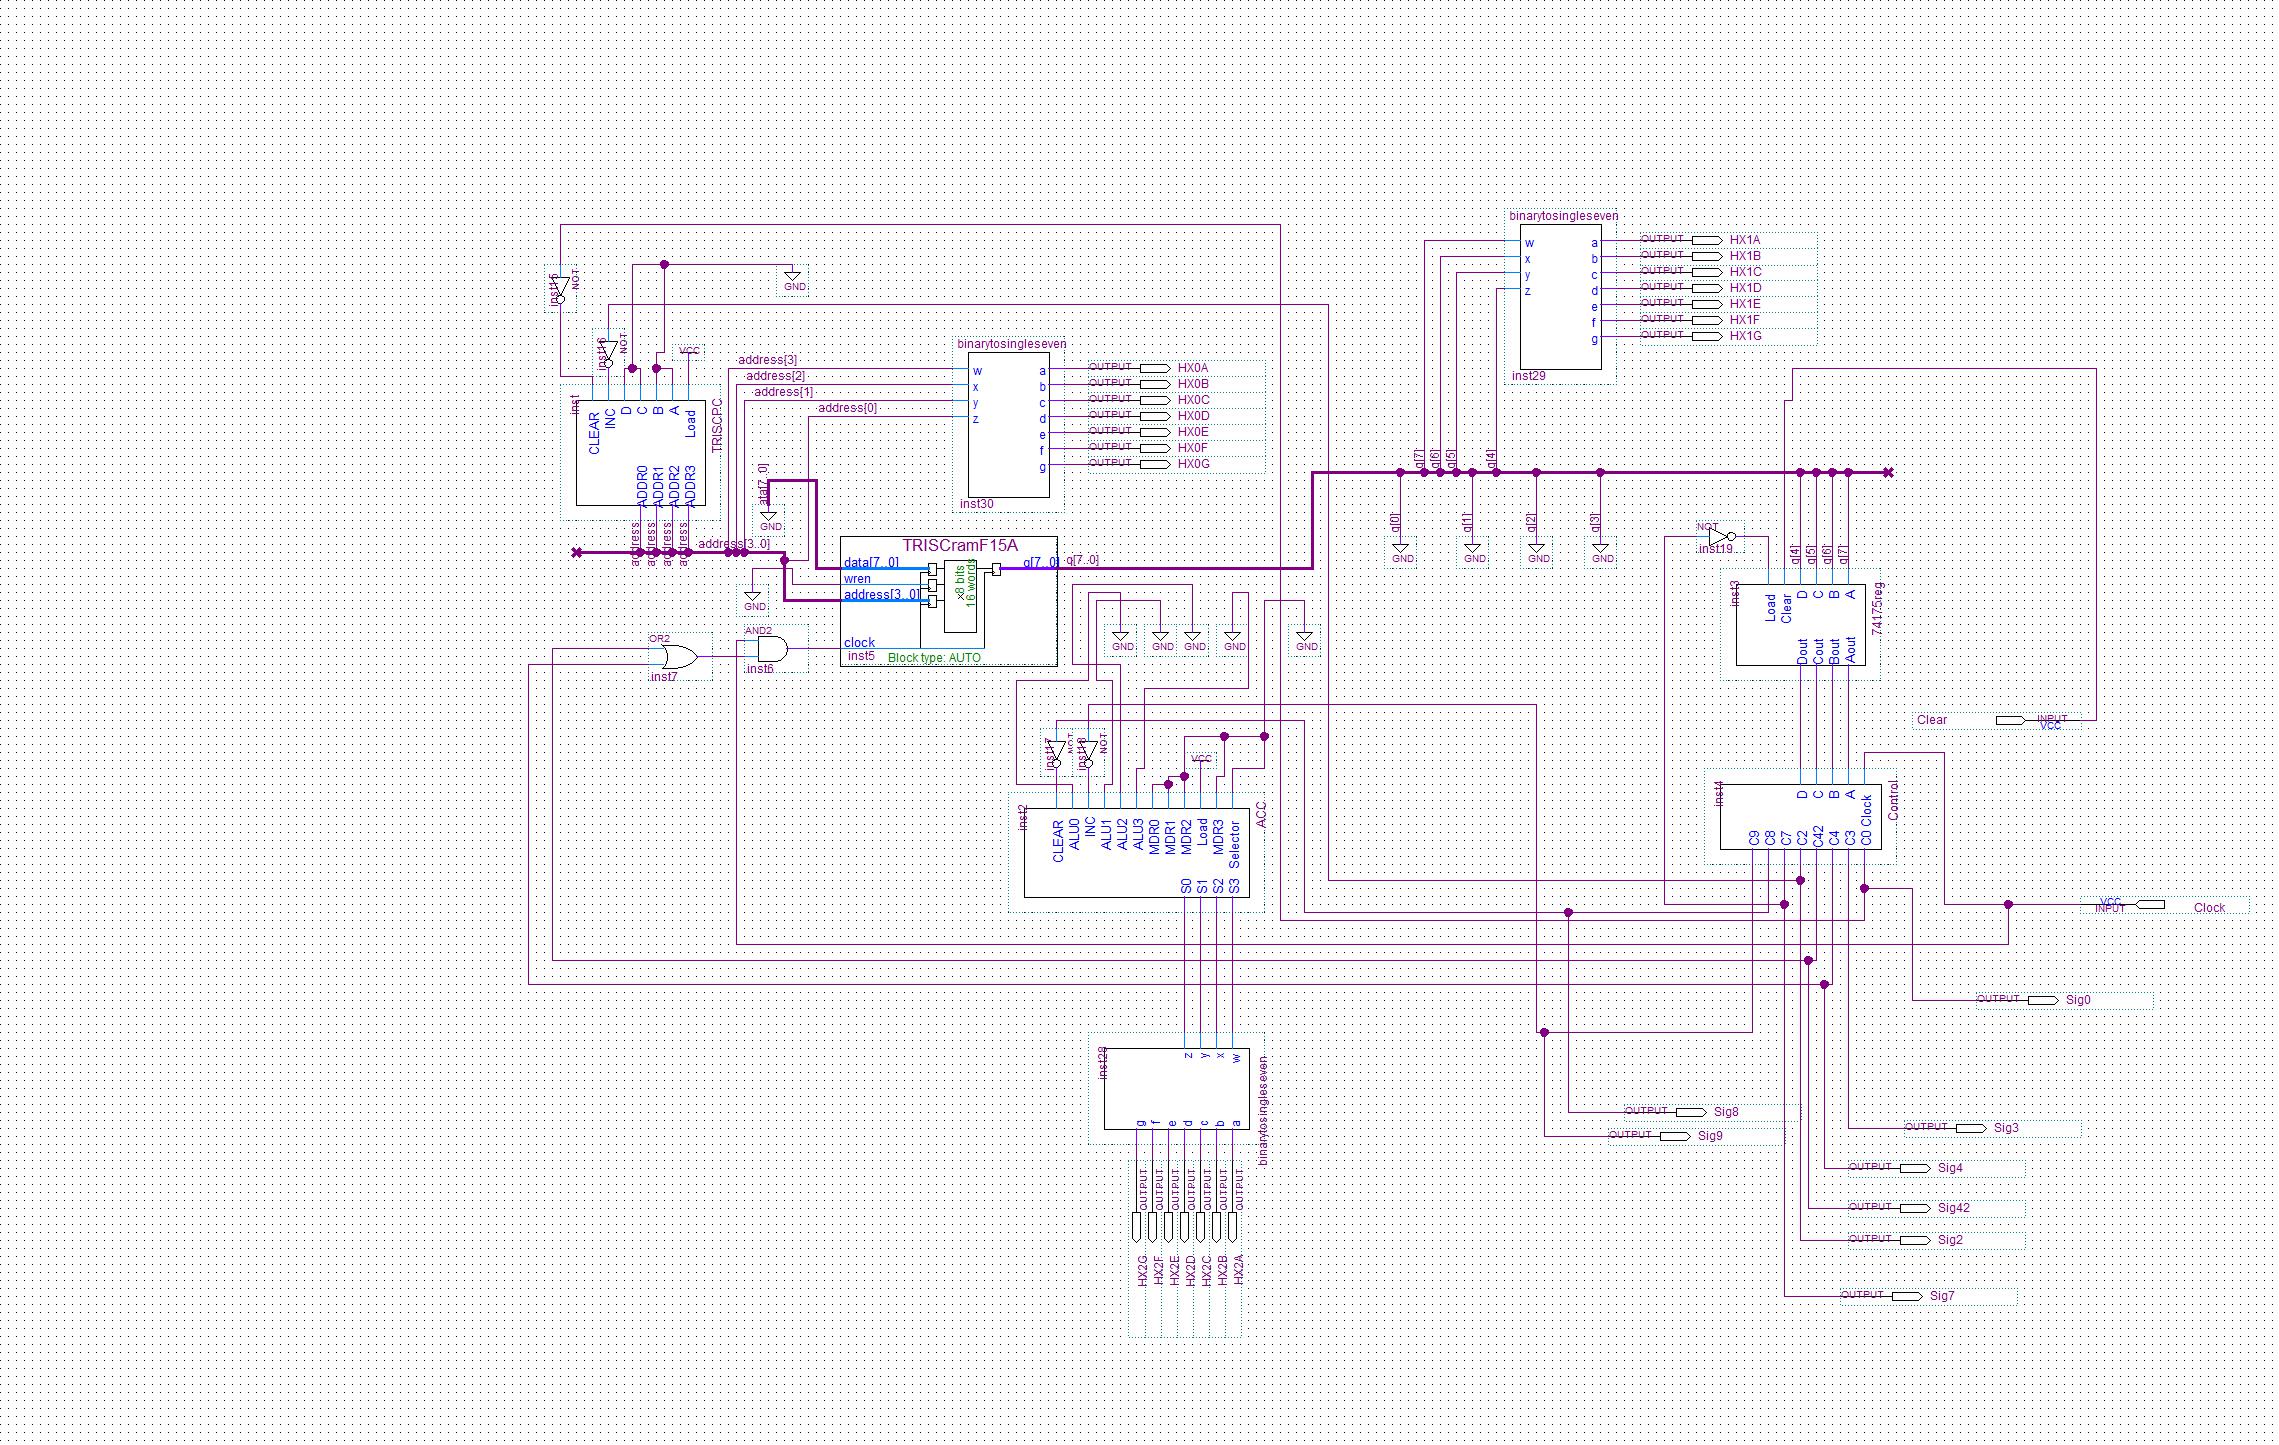 binarytosingleseven
w
x
y
z
a
b
c
d
e
f
g
inst29
OUTPUT HX1A
OUTPUT HX1B
OUTPUT HX1C
OUTPUT HX1D
OUTPUT HX1E
OUTPUT HX1F
OUTPUT HX1G
NOT
inst15
GND
NOT
VCC
inst
CLEAR
INC
D
C
B
A
Load
TRISCPC
ADDR0
ADDR1
ADDR2
ADDR3
address
address
address
address
address[3]
address[2]
address[1]
address[0]
binarytosingleseven
w
x
y
z
a
b
c
d
e
f
g
inst30
OUTPUT HX0A
OUTPUT HX0B
OUTPUT HX0C
OUTPUT HX0D
OUTPUT HX0E
OUTPUT HX0F
OUTPUT HX0G
GND
address[3..0]
GND
TRISCramF15A
data[7..0]
wren
address[3..0]
clock
q[7..0]
8 bits
x
16 words
inst5
Block type: AUTO
q[7..0]
OR2
inst7
AND2
inst6
q[7]
q[6]
q[5]
q[4]
q[0]
q[1]
q[2]
q[3]
GND
GND
GND
GND
NOT
inst19
q[4]
q[5]
q[6]
q[7]
inst3
Load
Clear
D
C
B
A
Dout
Cout
Bout
Aout
74175reg
GND
GND
GND
GND
GND
Clear
INPUT
VCC
inst17
NOT
inst18
NOT
VCC
inst2
CLEAR
ALU0
INC
ALU1
ALU2
ALU3
MDR0
MDR1
MDR2
Load
MDR3
Selector
S0
S1
S2
S3
ACC
inst4
D
C
B
A
Clock
C9
C8
C7
C2
C42
C4
C3
C0
Control
VCC
INPUT
Clock
OUTPUT Sig0
inst28
z
y
x
w
g
f
e
d
c
b
a
binarytosingleseven
OUTPUT Sig8
OUTPUT Sig9
OUTPUT Sig3
OUTPUT Sig4
OUTPUT Sig42
OUTPUT Sig2
OUTPUT Sig7
OUTPUT
OUTPUT
OUTPUT
OUTPUT
OUTPUT
OUTPUT
OUTPUT
HX2G
HX2F
HX2E
HX2D
HX2C
HX2B
HX2A